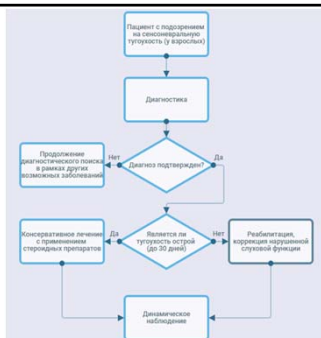 Пациент с подозрением
на сенсоневральную
тугоухость (у взрослых)
Диагностика
Диагноз подтвержден?
Нет
Да
Продолжение
диагностического поиска
в рамках других
возможных заболеваний
Является ли
тугоухость острой
(до 30 дней)
Да
Нет
Консервативное лечение
с применением
стероидных препаратов
Реабилитация,
коррекция нарушенной
слуховой функции
Динамическое
наблюдение